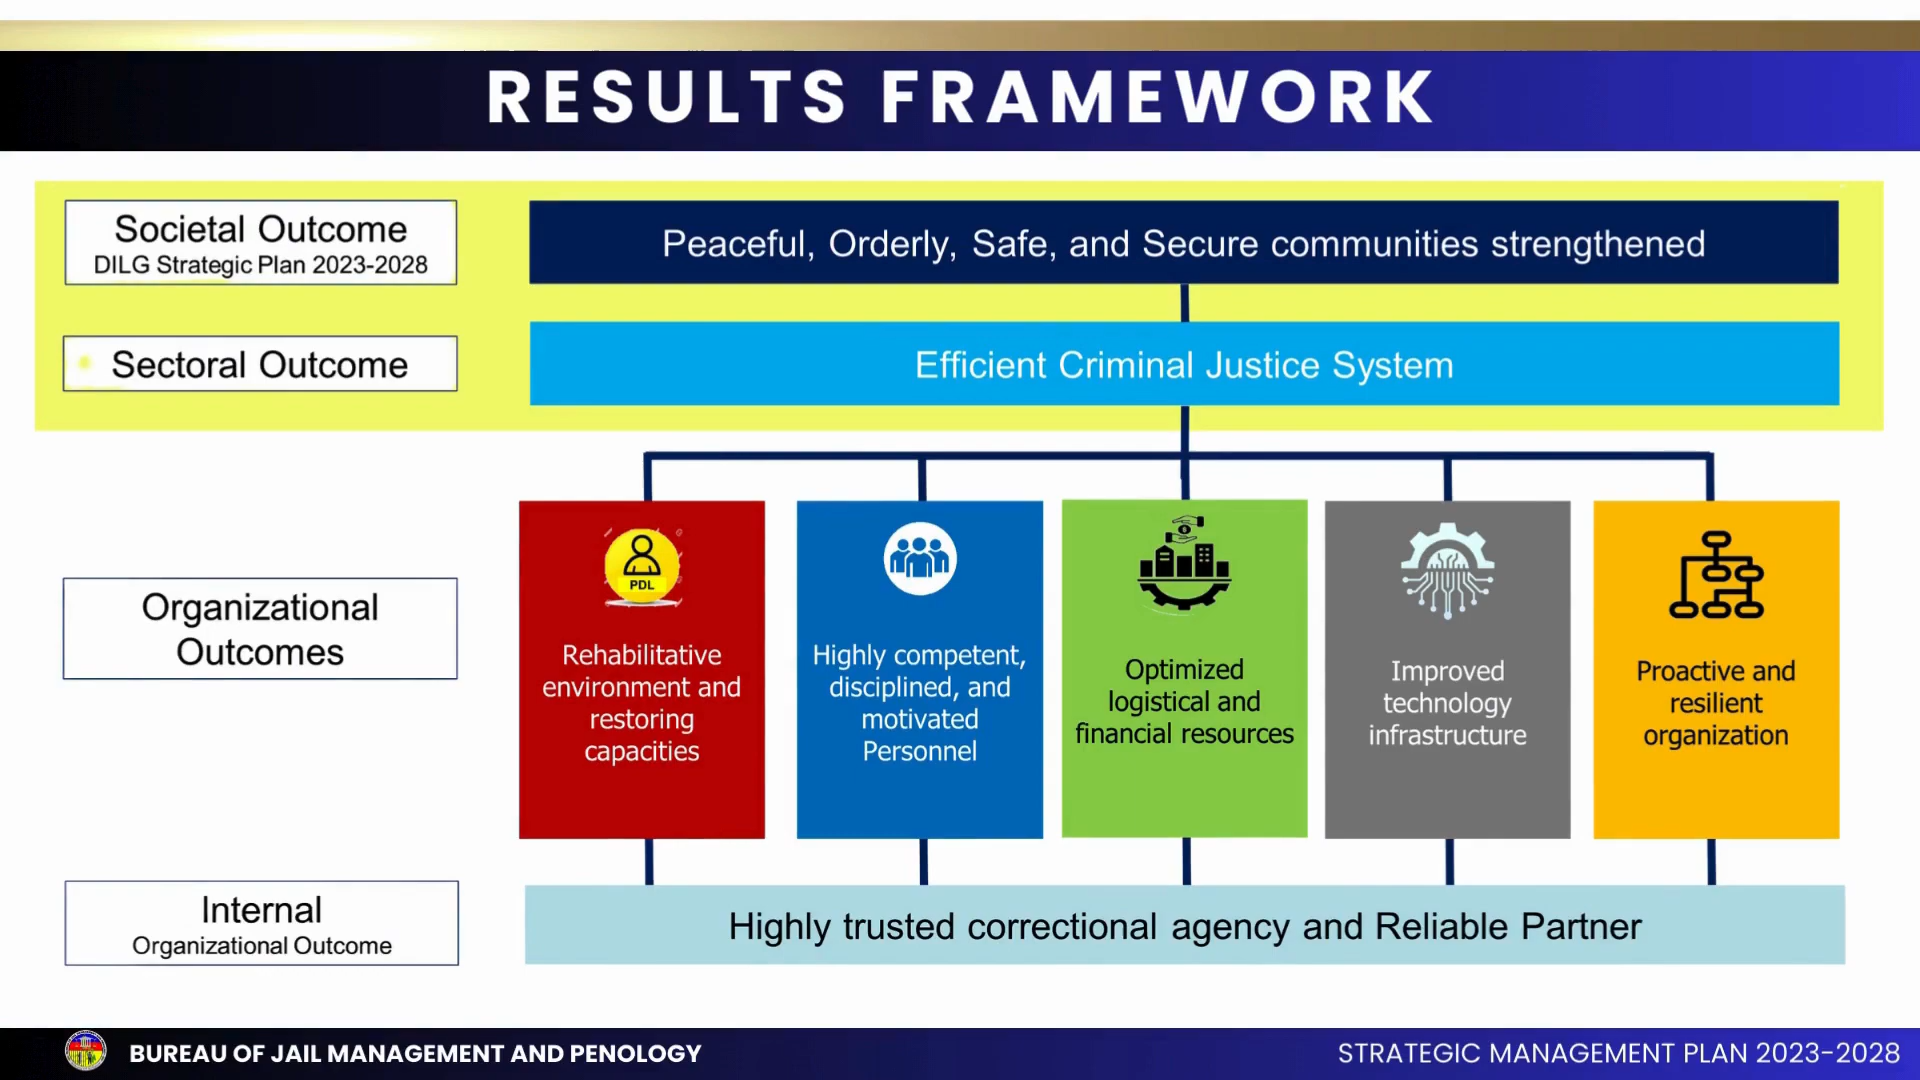 RESULTS FRAMEWORK
Societal Outcome
DILG Strategic Plan 2023-2028
Peaceful, Orderly, Safe, and Secure communities strengthened
Sectoral Outcome
Efficient Criminal Justice System
Organizational
Outcomes
PDL
Rehabilitative
environment and
restoring
capacities
Highly competent,
disciplined, and
motivated
Personnel
Optimized
logistical and
financial resources
Improved
technology
infrastructure
Proactive and
resilient
organization
Internal
Organizational Outcome
Highly trusted correctional agency and Reliable Partner
BUREAU OF JAIL MANAGEMENT AND PENOLOGY
STRATEGIC MANAGEMENT PLAN 2023-2028